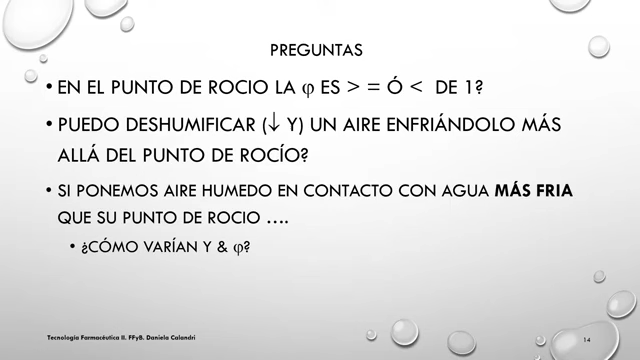 PREGUNTAS
• EN EL PUNTO DE ROCIO LA φ ES > = Ó < DE 1?
• PUEDO DESHUMIFICAR (↓ Y) UN AIRE ENFRIÁNDOLO MÁS
ALLÁ DEL PUNTO DE ROCÍO?
• SI PONEMOS AIRE HUMEDO EN CONTACTO CON AGUA MÁS FRIA
QUE SU PUNTO DE ROCIO ….
• ¿CÓMO VARÍAN Y & φ?
Tecnología Farmacéutica II. FFyB. Daniela Calandri
14